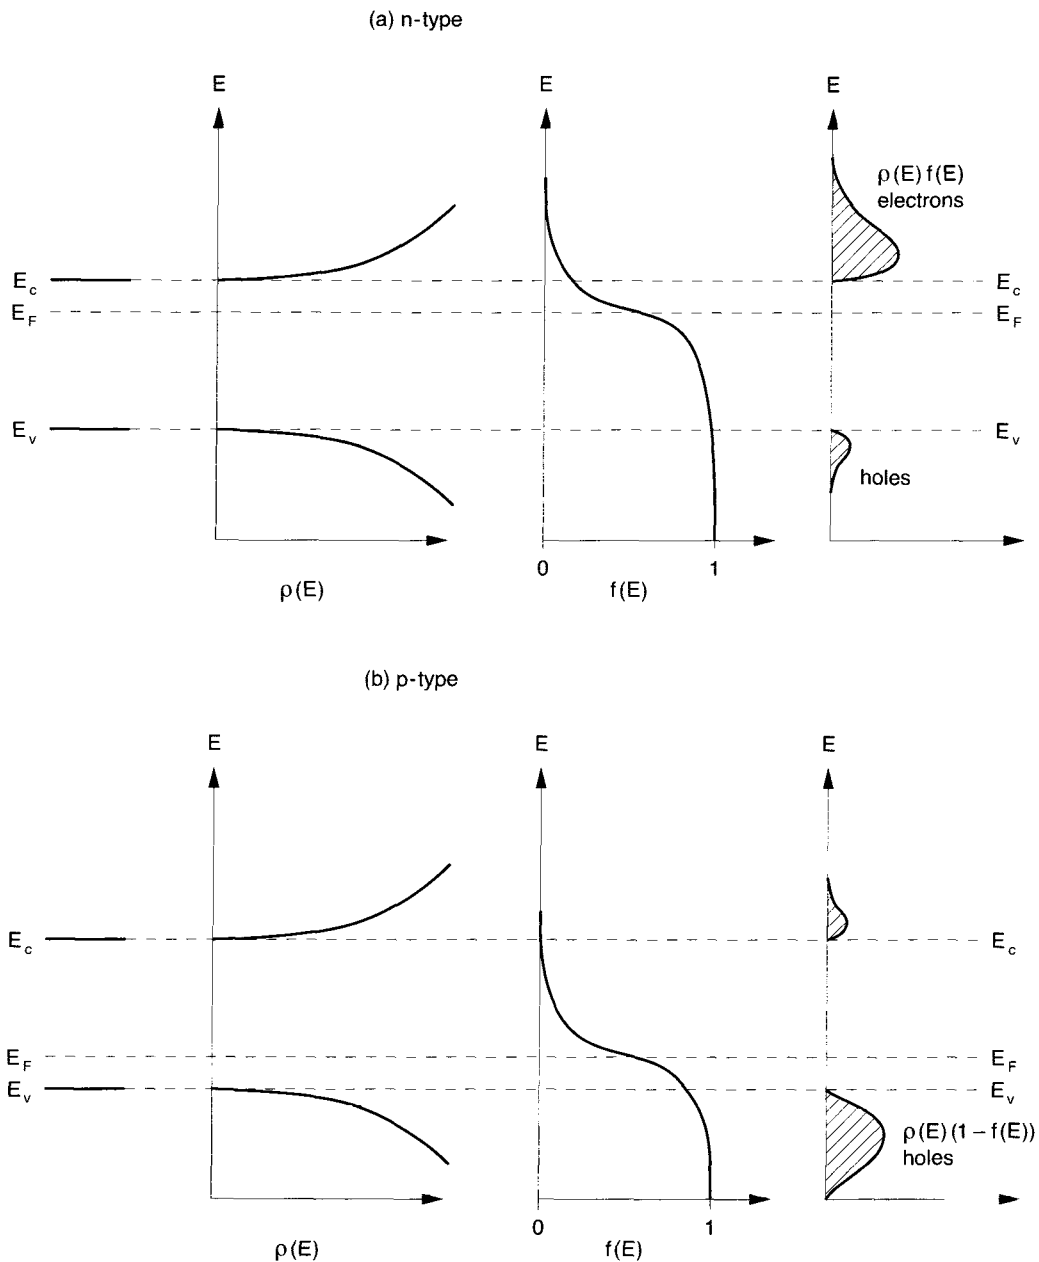 (a) n-type
E E E
ρ(E) f(E)
electrons
E_c E_c
E_F E_F
E_v E_v
holes
0 1
ρ(E) f(E)
(b) p-type
E E E
E_c E_c
E_F E_F
E_v E_v
ρ(E) (1 – f(E))
holes
0 1
ρ(E) f(E)